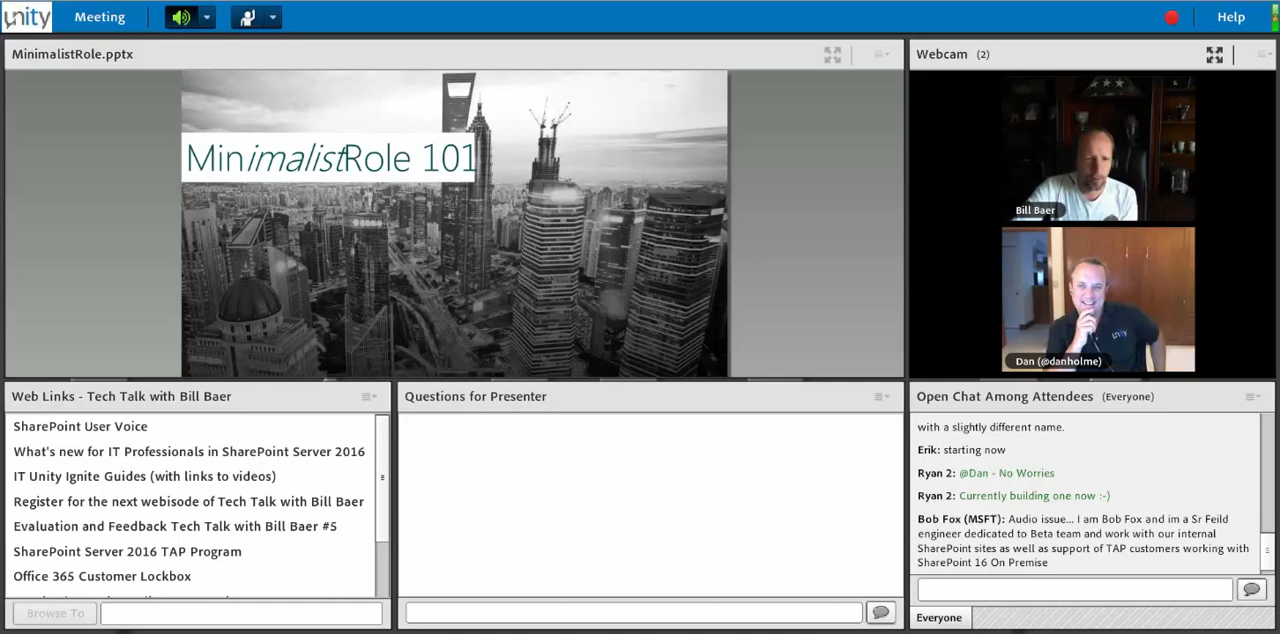 unity
Meeting
Help
MinimalistRole.pptx
MinimalistRole 101
Webcam (2)
Bill Baer
unity
Dan (@danholme)
Web Links - Tech Talk with Bill Baer
SharePoint User Voice
What's new for IT Professionals in SharePoint Server 2016
IT Unity Ignite Guides (with links to videos)
Register for the next webisode of Tech Talk with Bill Baer
Evaluation and Feedback Tech Talk with Bill Baer #5
SharePoint Server 2016 TAP Program
Office 365 Customer Lockbox
Browse To
Questions for Presenter
Open Chat Among Attendees (Everyone)
with a slightly different name.
Erik: starting now
Ryan 2: @Dan - No Worries
Ryan 2: Currently building one now :-)
Bob Fox (MSFT): Audio issue... I am Bob Fox and im a Sr Feild
engineer dedicated to Beta team and work with our internal
SharePoint sites as well as support of TAP customers working with
SharePoint 16 On Premise
Everyone